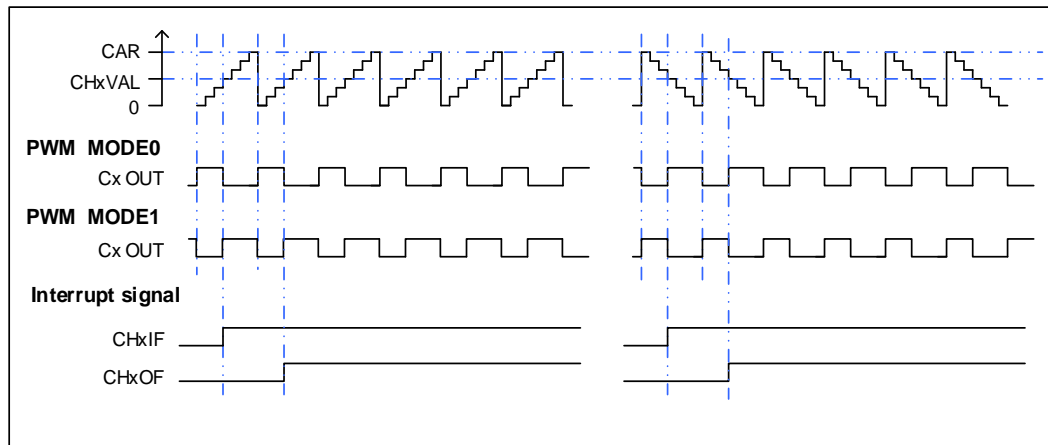 CAR
CHxVAL
0
PWM MODE0
Cx OUT
PWM MODE1
Cx OUT
Interrupt signal
CHxIF
CHxOF